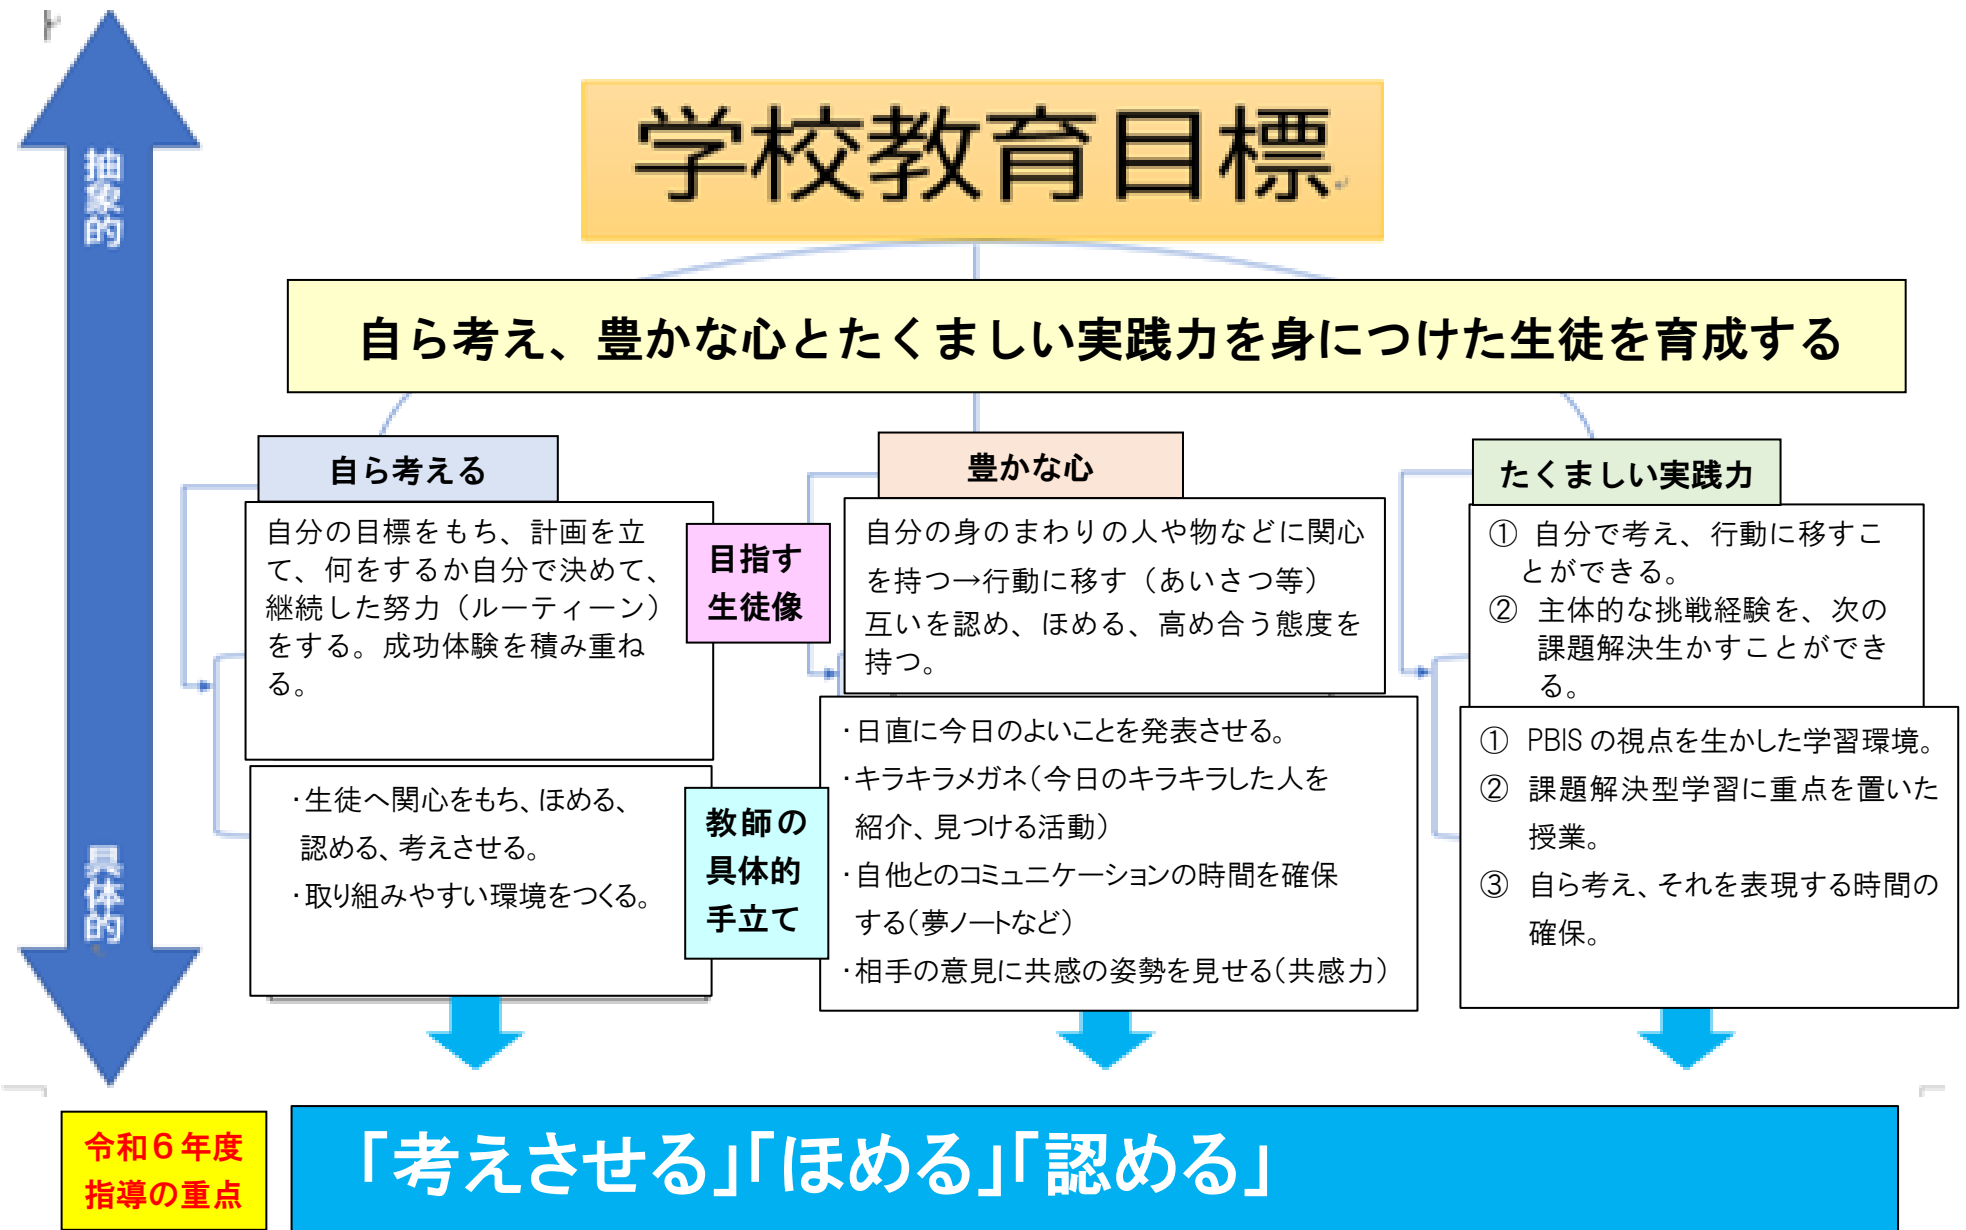 学校教育目標
抽象的
自ら考え、豊かな心とたくましい実践力を身につけた生徒を育成する
自ら考える
自分の目標をもち、計画を立
て、何をするか自分で決めて、
継続した努力（ルーティーン）
をする。成功体験を積み重ね
る。
目指す
生徒像
豊かな心
自分の身のまわりの人や物などに関心
を持つ→行動に移す（あいさつ等）
互いを認め、ほめる、高め合う態度を
持つ。
たくましい実践力
① 自分で考え、行動に移すこ
とができる。
② 主体的な挑戦経験を、次の
課題解決生かすことができ
る。
・生徒へ関心をもち、ほめる、
認める、考えさせる。
・取り組みやすい環境をつくる。
教師の
具体的
手立て
・日直に今日のよいことを発表させる。
・キラキラメガネ（今日のキラキラした人を
紹介、見つける活動）
・自他とのコミュニケーションの時間を確保
する（夢ノートなど）
・相手の意見に共感の姿勢を見せる（共感力）
① PBISの視点を生かした学習環境。
② 課題解決型学習に重点を置いた
授業。
③ 自ら考え、それを表現する時間の
確保。
具体的
令和６年度
指導の重点
「考えさせる」「ほめる」「認める」